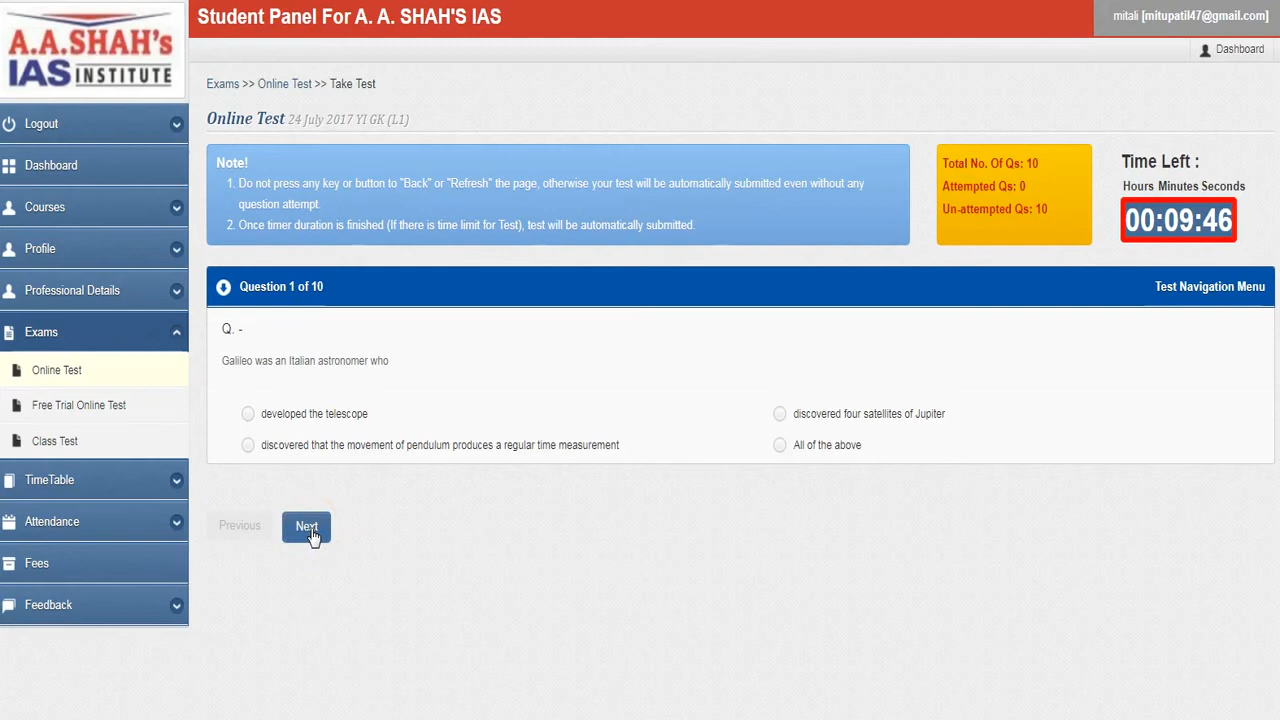 A.A.SHAH's
IAS INSTITUTE
Student Panel For A. A. SHAH'S IAS
mitali [mitupatil47@gmail.com]
Dashboard
Logout
Dashboard
Courses
Profile
Professional Details
Exams
Online Test
Free Trial Online Test
Class Test
TimeTable
Attendance
Fees
Feedback
Exams >> Online Test >> Take Test
Online Test 24 July 2017 YI GK (L1)
Note!
1. Do not press any key or button to "Back" or "Refresh" the page, otherwise your test will be automatically submitted even without any
question attempt.
2. Once timer duration is finished (If there is time limit for Test), test will be automatically submitted.
Total No. Of Qs: 10
Attempted Qs: 0
Un-attempted Qs: 10
Time Left :
Hours Minutes Seconds
00:09:46
Question 1 of 10
Test Navigation Menu
Q. -
Galileo was an Italian astronomer who
developed the telescope
discovered four satellites of Jupiter
discovered that the movement of pendulum produces a regular time measurement
All of the above
Previous
Next